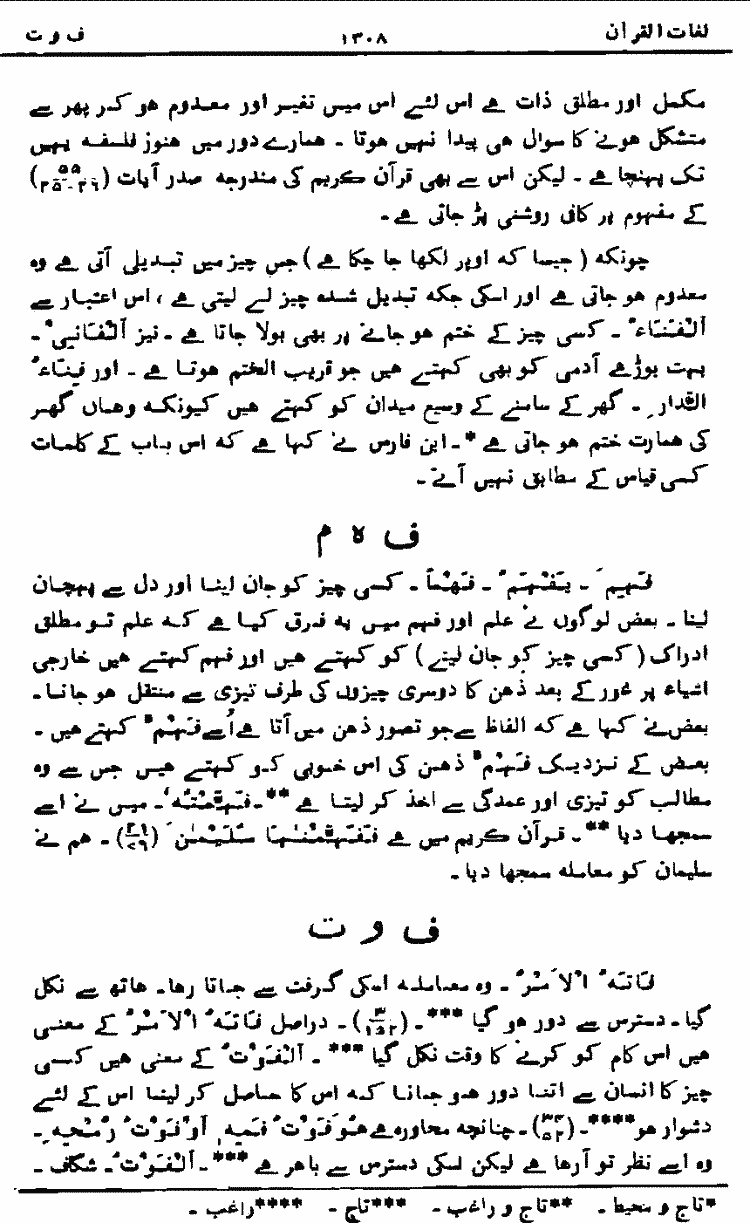 لغات القرآن ۱۳۰۸ ف و ت
مکمل اور مطلق ذات ہے اس لئے اس میں تغیر اور معدوم ہو کر پھر سے
متشکل ہونے کا سوال ہی پیدا نہیں ہوتا ۔ ہمارے دور میں ہنوز فلسفہ یہیں
تک پہنچا ہے ۔ لیکن اس سے بھی قرآن کریم کی مندرجہ صدر آیات (۵۵/۲۶-۲۵)
کے مفہوم پر کافی روشنی پڑ جاتی ہے ۔
چونکہ (جیسا کہ اوپر لکھا جا چکا ہے) جس چیز میں تبدیلی آتی ہے وہ
معدوم ہو جاتی ہے اور اسکی جگہ تبدیل شدہ چیز لے لیتی ہے ، اس اعتبار سے
اَلْفَنَاءُ ۔ کسی چیز کے ختم ہو جانے پر بھی بولا جاتا ہے ۔ نیز اَلْفَانِیْ ۔
بہت بوڑھے آدمی کو بھی کہتے ہیں جو قریب الختم ہوتا ہے ۔ اور فِنَاءُ
الدَّارِ ۔ گھر کے سامنے کے وسیع میدان کو کہتے ہیں کیونکہ وہاں گھر
کی عمارت ختم ہو جاتی ہے *۔ ابن فارس نے کہا ہے کہ اس باب کے کلمات
کسی قیاس کے مطابق نہیں آئے ۔
ف ہ م
فَہِمَ ۔ یَفْہَمُ ۔ فَہْماً ۔ کسی چیز کو جان لینا اور دل سے پہچان
لینا ۔ بعض لوگوں نے علم اور فہم میں یہ فرق کیا ہے کہ علم تو مطلق
ادراک (کسی چیز کو جان لینے) کو کہتے ہیں اور فہم کہتے ہیں خارجی
اشیاء پر غور کے بعد ذہن کا دوسری چیزوں کی طرف تیزی سے منتقل ہو جانا ۔
بعض نے کہا ہے کہ الفاظ سے جو تصور ذہن میں آتا ہے اُسے فَہْمٌ کہتے ہیں ۔
بعض کے نزدیک فَہْمٌ ذہن کی اس خوبی کو کہتے ہیں جس سے وہ
مطالب کو تیزی اور عمدگی سے اخذ کر لیتا ہے **۔ فَہَّمْتُہٗ ۔ میں نے اسے
سمجھا دیا **۔ قرآن کریم میں ہے فَفَہَّمْنٰہَا سُلَیْمٰنَ (۲۱/۷۹) ۔ ہم نے
سلیمان کو معاملہ سمجھا دیا ۔
ف و ت
فَاتَہُ الْاَمْرُ ۔ وہ معاملہ اسکی گرفت سے جاتا رہا ۔ ہاتھ سے نکل
گیا ۔ دسترس سے دور ہو گیا ***۔ (۳/۱۵۲) ۔ دراصل فَاتَہُ الْاَمْرُ کے معنی
ہیں اس کام کو کرنے کا وقت نکل گیا *** ۔ اَلْفَوْتُ کے معنی ہیں کسی
چیز کا انسان سے اتنا دور ہو جانا کہ اس کا حاصل کر لینا اس کے لئے
دشوار ہو ****۔ (۳۴/۵۱) ۔ چنانچہ محاورہ ہے ھُوَ فَوْتُ فَمِہٖ اَوْ فَوْتُ رُمْحِہٖ ۔
وہ اسے نظر تو آرہا ہے لیکن اسکی دسترس سے باہر ہے ***۔ اَلْفَوْتُ ۔ شگاف ۔
*تاج و محیط ۔ **تاج و راغب ۔ ***تاج ۔ ****راغب ۔